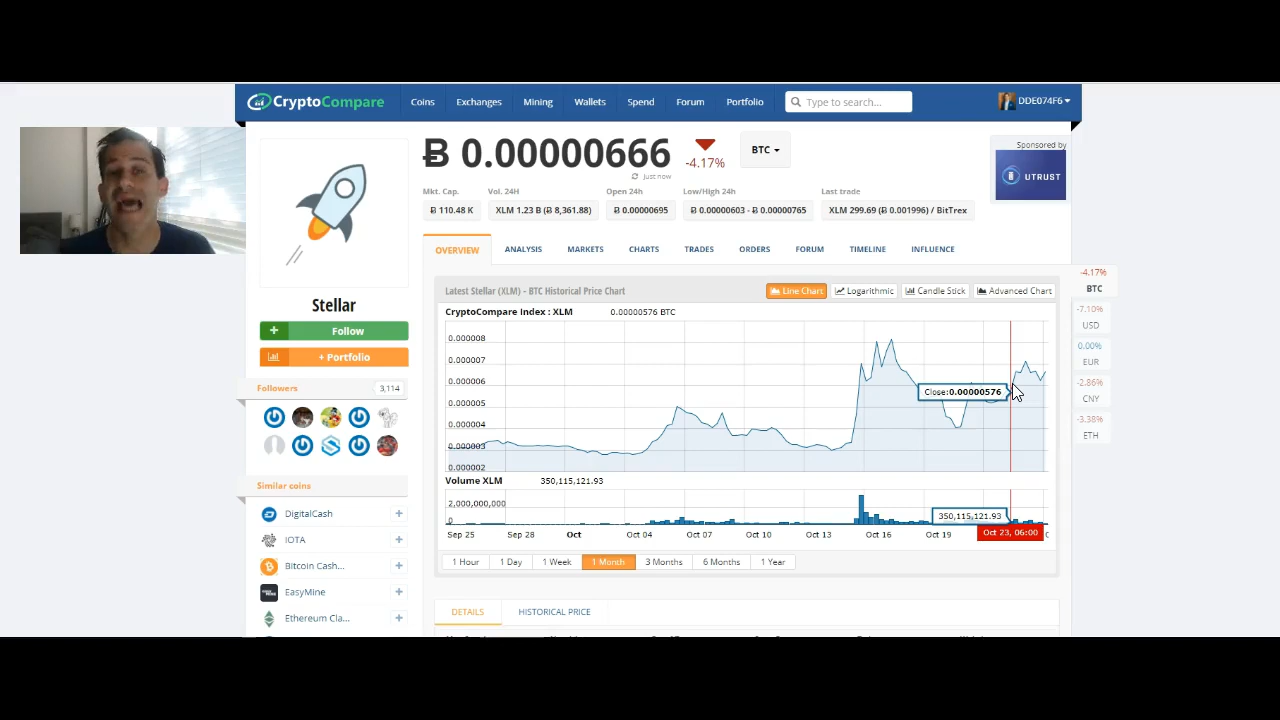 CryptoCompare Coins Exchanges Mining Wallets Spend Forum Portfolio Type to search... DDE074F6
Ƀ 0.00000666 -4.17% BTC
Just now
Sponsored by
UTRUST
Mkt. Cap. Vol. 24H Open 24h Low/High 24h Last trade
Ƀ 110.48 K XLM 1.23 B (Ƀ 8,361.88) Ƀ 0.00000695 Ƀ 0.00000603 - Ƀ 0.00000765 XLM 299.69 (Ƀ 0.001996) / BitTrex
OVERVIEW ANALYSIS MARKETS CHARTS TRADES ORDERS FORUM TIMELINE INFLUENCE
Stellar
+ Follow
+ Portfolio
Followers 3,114
Similar coins
DigitalCash +
IOTA +
Bitcoin Cash... +
EasyMine +
Ethereum Cla... +
Latest Stellar (XLM) - BTC Historical Price Chart Line Chart Logarithmic Candle Stick Advanced Chart
CryptoCompare Index : XLM 0.00000576 BTC
0.000008
0.000007
0.000006
0.000005
0.000004
0.000003
0.000002
Close:0.00000576
Volume XLM 350,115,121.93
2,000,000,000
0
350,115,121.93
Sep 25 Sep 28 Oct Oct 04 Oct 07 Oct 10 Oct 13 Oct 16 Oct 19 Oct 23, 06:00
1 Hour 1 Day 1 Week 1 Month 3 Months 6 Months 1 Year
DETAILS HISTORICAL PRICE
-4.17%
BTC
-7.10%
USD
0.00%
EUR
-2.86%
CNY
-3.38%
ETH